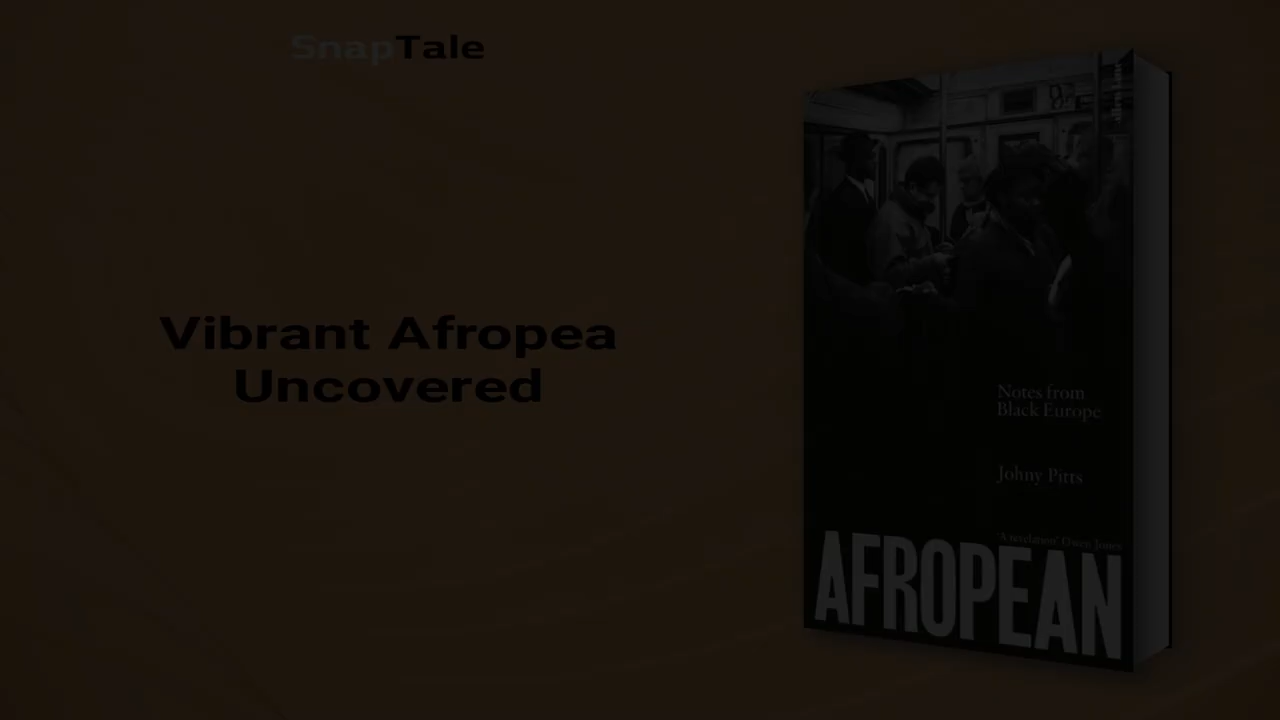 SnapTale
Vibrant Afropea
Uncovered
Notes from
Black Europe
Johny Pitts
'A revelation' Owen Jones
AFROPEAN